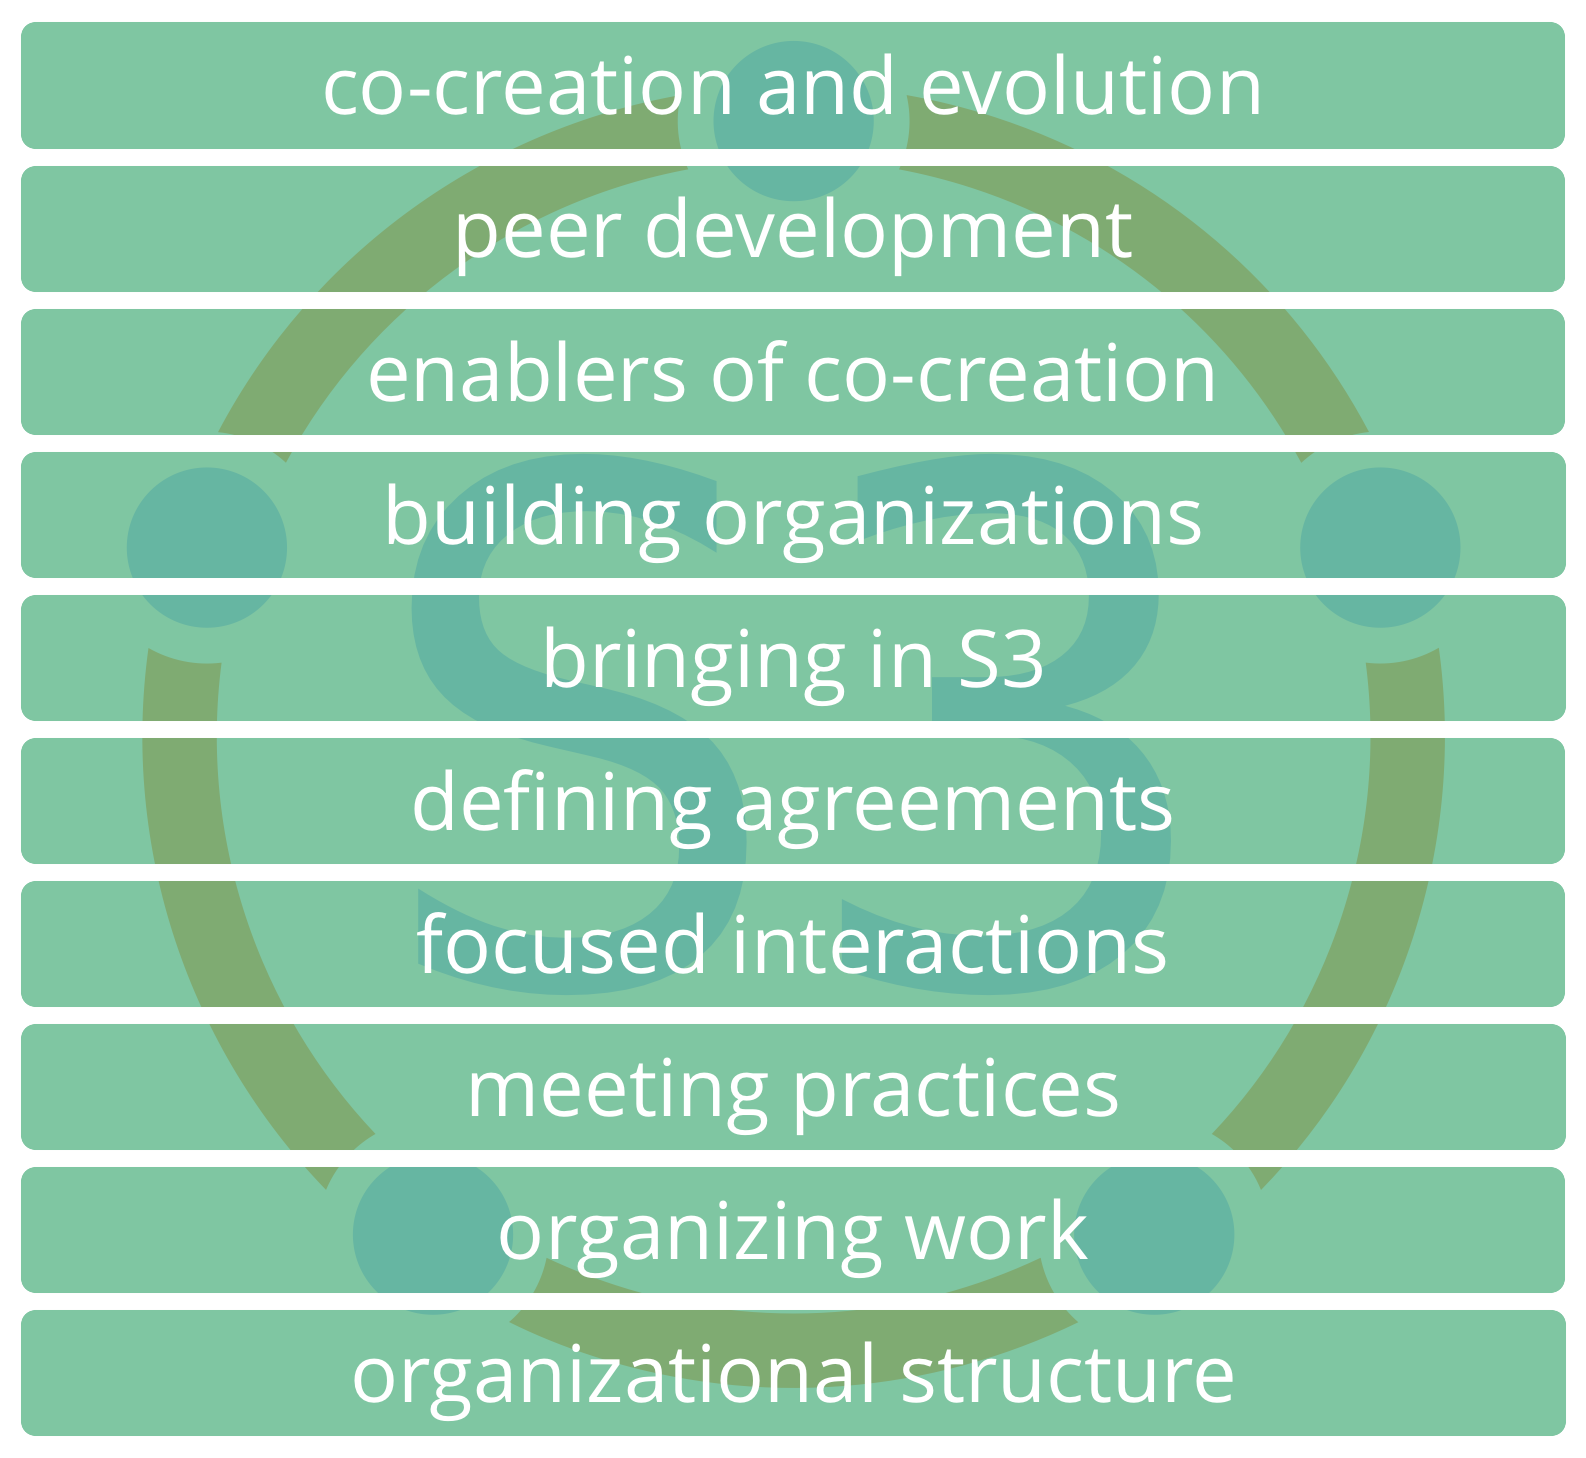 co-creation and evolution
peer development
enablers of co-creation
building organizations
bringing in S3
defining agreements
focused interactions
meeting practices
organizing work
organizational structure
S3